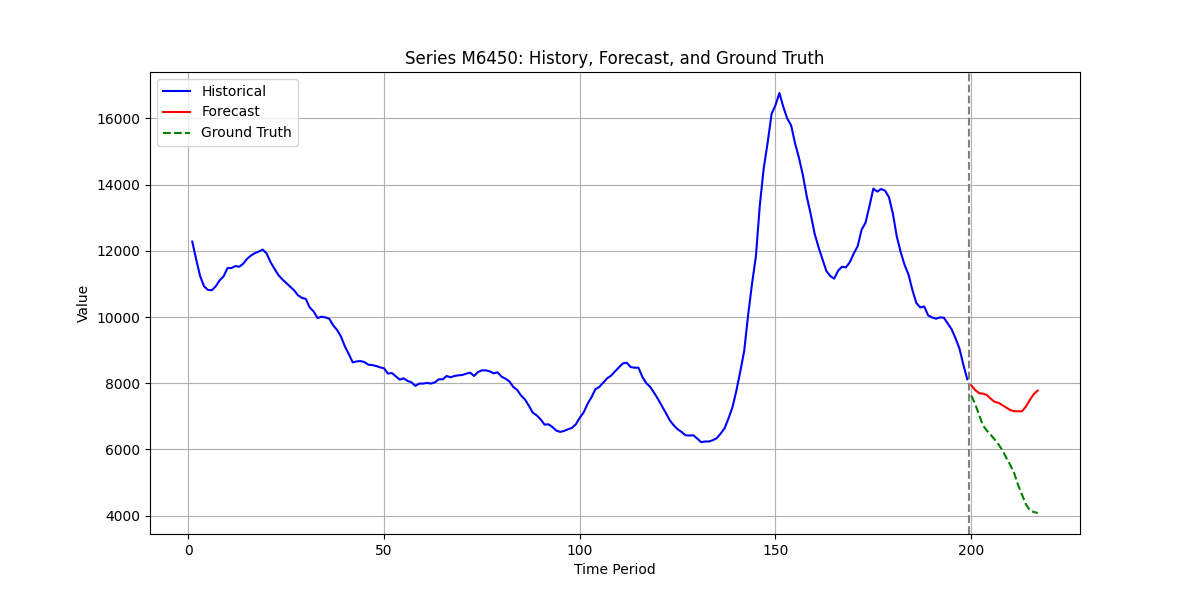 Series M6450: History, Forecast, and Ground Truth
Historical
Forecast
Ground Truth
16000
14000
12000
10000
8000
6000
4000
Value
0 50 100 150 200
Time Period